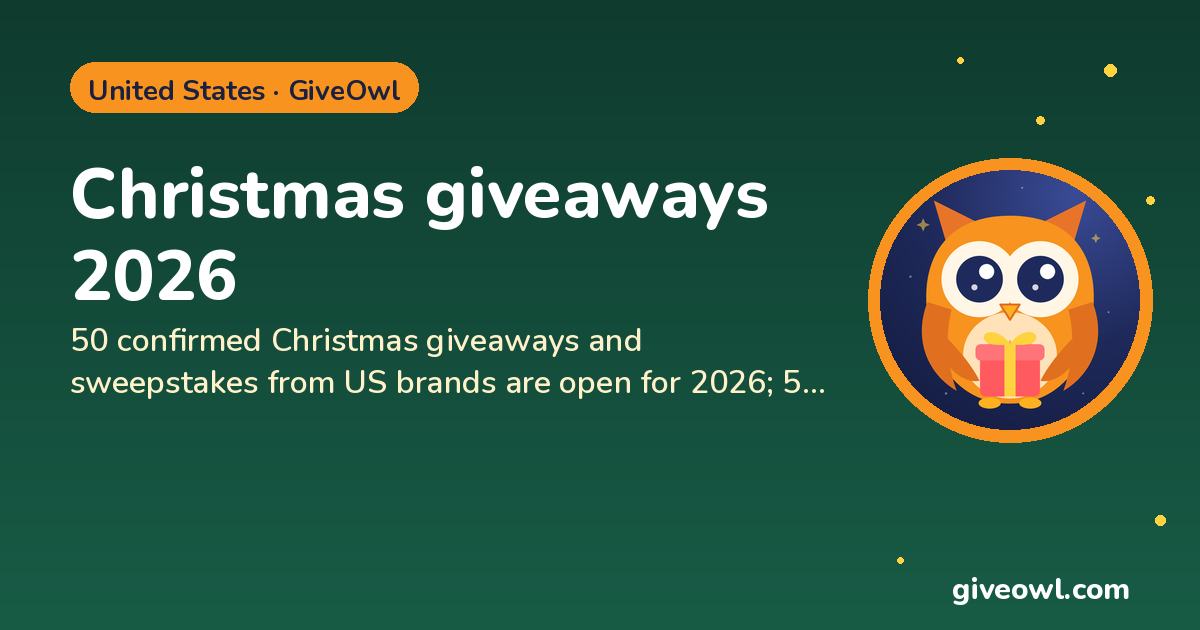 United States · GiveOwl
Christmas giveaways
2026
50 confirmed Christmas giveaways and
sweepstakes from US brands are open for 2026; 5...
giveowl.com